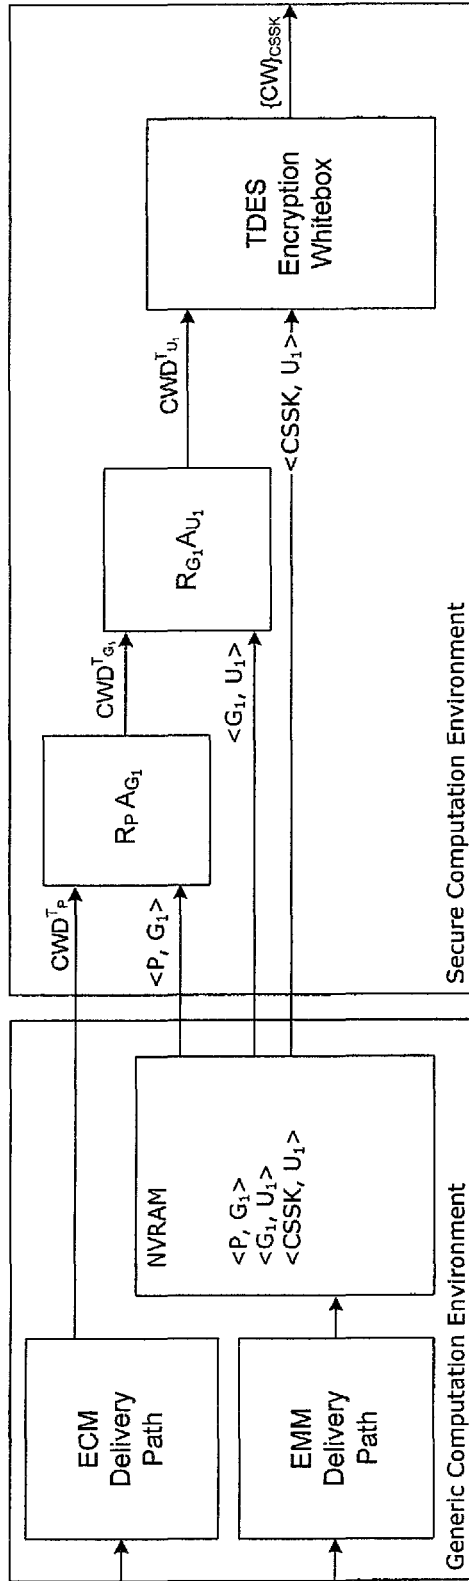 ECM
Delivery
Path
EMM
Delivery
Path
NVRAM
<P, G₁>
<G₁, U₁>
<CSSK, U₁>
Generic Computation Environment
CWDᵀP
<P, G₁>
RP AG₁
CWDᵀG₁
<G₁, U₁>
RG₁AU₁
CWDᵀU₁
<CSSK, U₁>
TDES
Encryption
Whitebox
{CW}CSSK
Secure Computation Environment